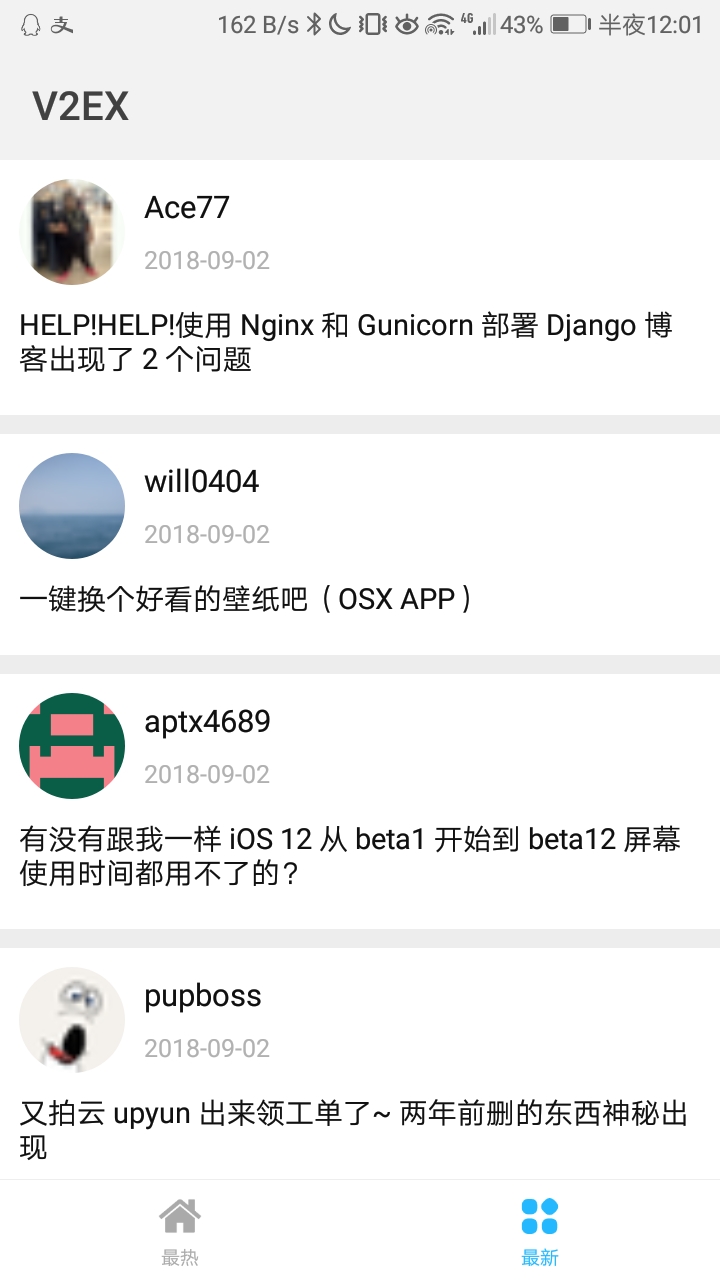 支 162 B/s 4G 43% 半夜12:01
V2EX
Ace77
2018-09-02
HELP!HELP!使用 Nginx 和 Gunicorn 部署 Django 博
客出现了 2 个问题
will0404
2018-09-02
一键换个好看的壁纸吧（OSX APP）
aptx4689
2018-09-02
有没有跟我一样 iOS 12 从 beta1 开始到 beta12 屏幕
使用时间都用不了的？
pupboss
2018-09-02
又拍云 upyun 出来领工单了~ 两年前删的东西神秘出
现
最热 最新